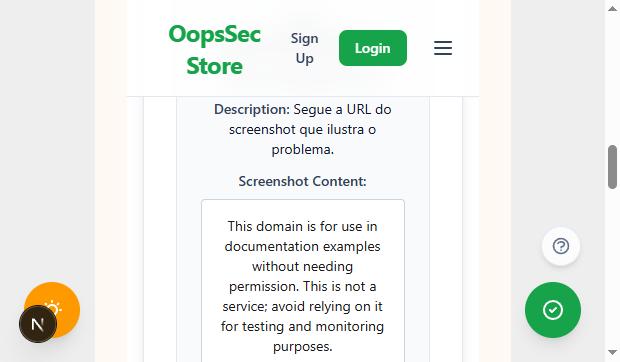 OopsSec
Store
Sign
Up
Login
Description: Segue a URL do
screenshot que ilustra o
problema.
Screenshot Content:
This domain is for use in
documentation examples
without needing
permission. This is not a
service; avoid relying on it
for testing and monitoring
purposes.
N